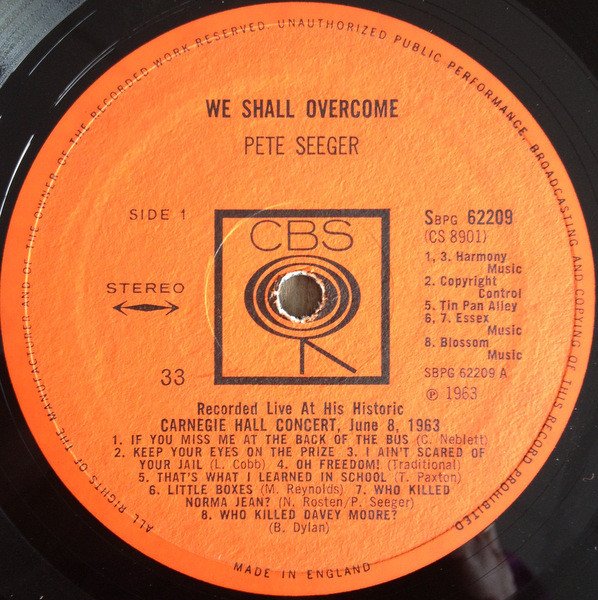 ALL RIGHTS OF THE MANUFACTURER AND OF THE OWNER OF THE RECORDED WORK RESERVED. UNAUTHORIZED PUBLIC PERFORMANCE, BROADCASTING AND COPYING OF THIS RECORD PROHIBITED
WE SHALL OVERCOME
PETE SEEGER
SIDE 1
CBS
STEREO
33
SBPG 62209
(CS 8901)
1, 3. Harmony
Music
2. Copyright
Control
5. Tin Pan Alley
6, 7. Essex
Music
8. Blossom
Music
SBPG 62209 A
℗ 1963
Recorded Live At His Historic
CARNEGIE HALL CONCERT, June 8, 1963
1. IF YOU MISS ME AT THE BACK OF THE BUS (C. Neblett)
2. KEEP YOUR EYES ON THE PRIZE 3. I AIN'T SCARED OF
YOUR JAIL (L. Cobb) 4. OH FREEDOM! (Traditional)
5. THAT'S WHAT I LEARNED IN SCHOOL (T. Paxton)
6. LITTLE BOXES (M. Reynolds) 7. WHO KILLED
NORMA JEAN? (N. Rosten/P. Seeger)
8. WHO KILLED DAVEY MOORE?
(B. Dylan)
MADE IN ENGLAND